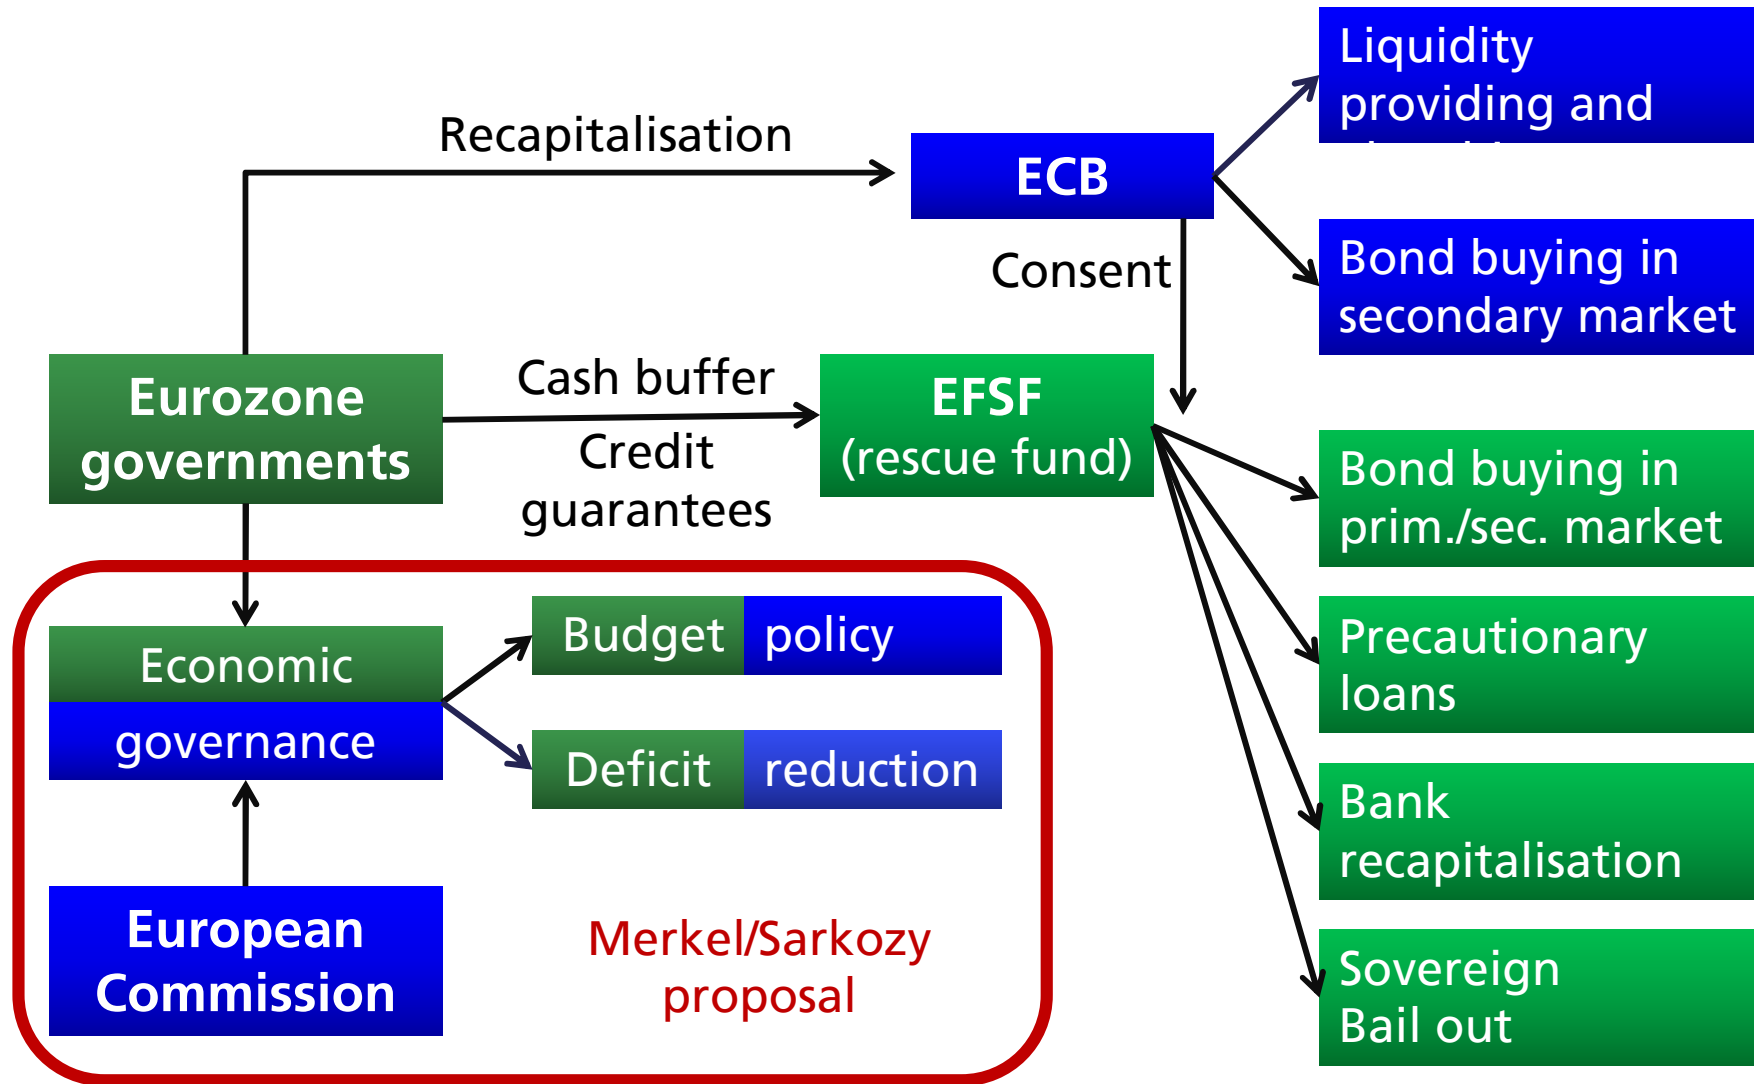 Liquidity
providing and
Recapitalisation
ECB
Consent
Bond buying in
secondary market
Eurozone
governments
Cash buffer
Credit
guarantees
EFSF
(rescue fund)
Bond buying in
prim./sec. market
Economic
governance
Budget policy
Deficit reduction
Precautionary
loans
European
Commission
Merkel/Sarkozy
proposal
Bank
recapitalisation
Sovereign
Bail out